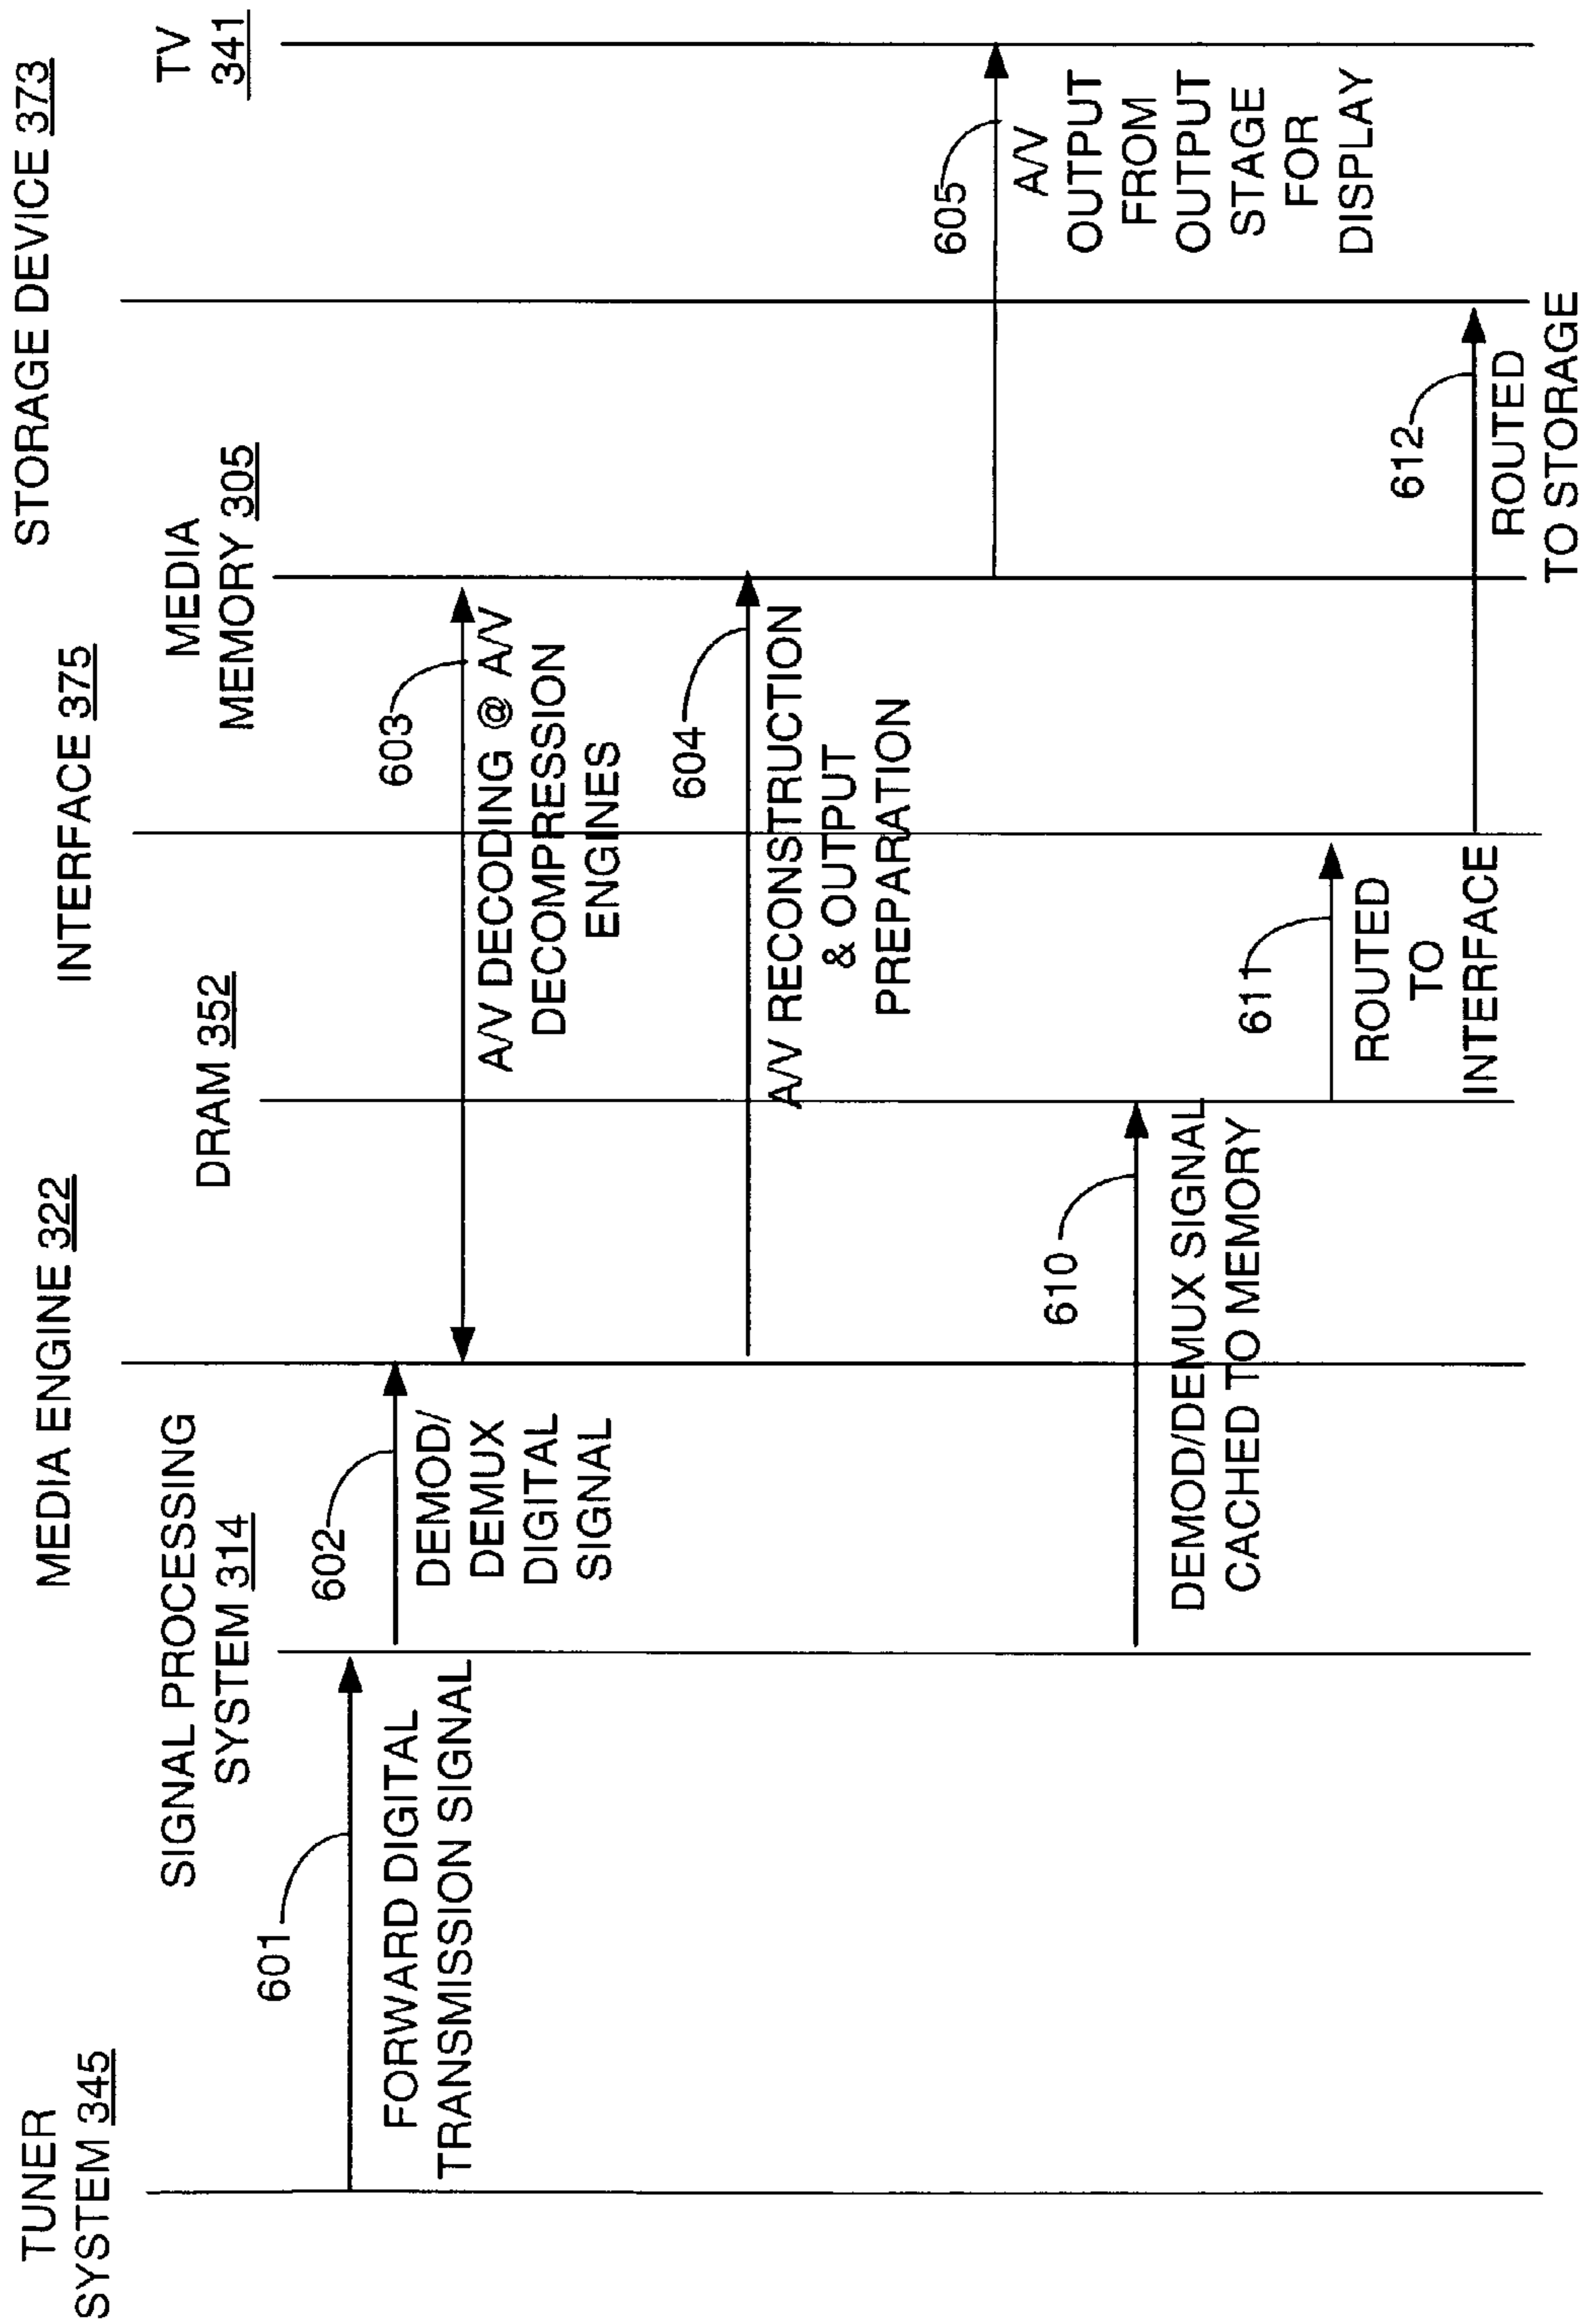 TUNER
SYSTEM 345
SIGNAL PROCESSING
SYSTEM 314
MEDIA ENGINE 322
DRAM 352
INTERFACE 375
MEDIA
MEMORY 305
STORAGE DEVICE 373
TV
341
601
FORWARD DIGITAL
TRANSMISSION SIGNAL
602
DEMOD/
DEMUX
DIGITAL
SIGNAL
603
A/V DECODING @ A/V
DECOMPRESSION
ENGINES
604
A/V RECONSTRUCTION
& OUTPUT
PREPARATION
605
A/V
OUTPUT
FROM
OUTPUT
STAGE
FOR
DISPLAY
610
DEMOD/DEMUX SIGNAL
CACHED TO MEMORY
611
ROUTED
TO
INTERFACE
612
ROUTED
TO STORAGE